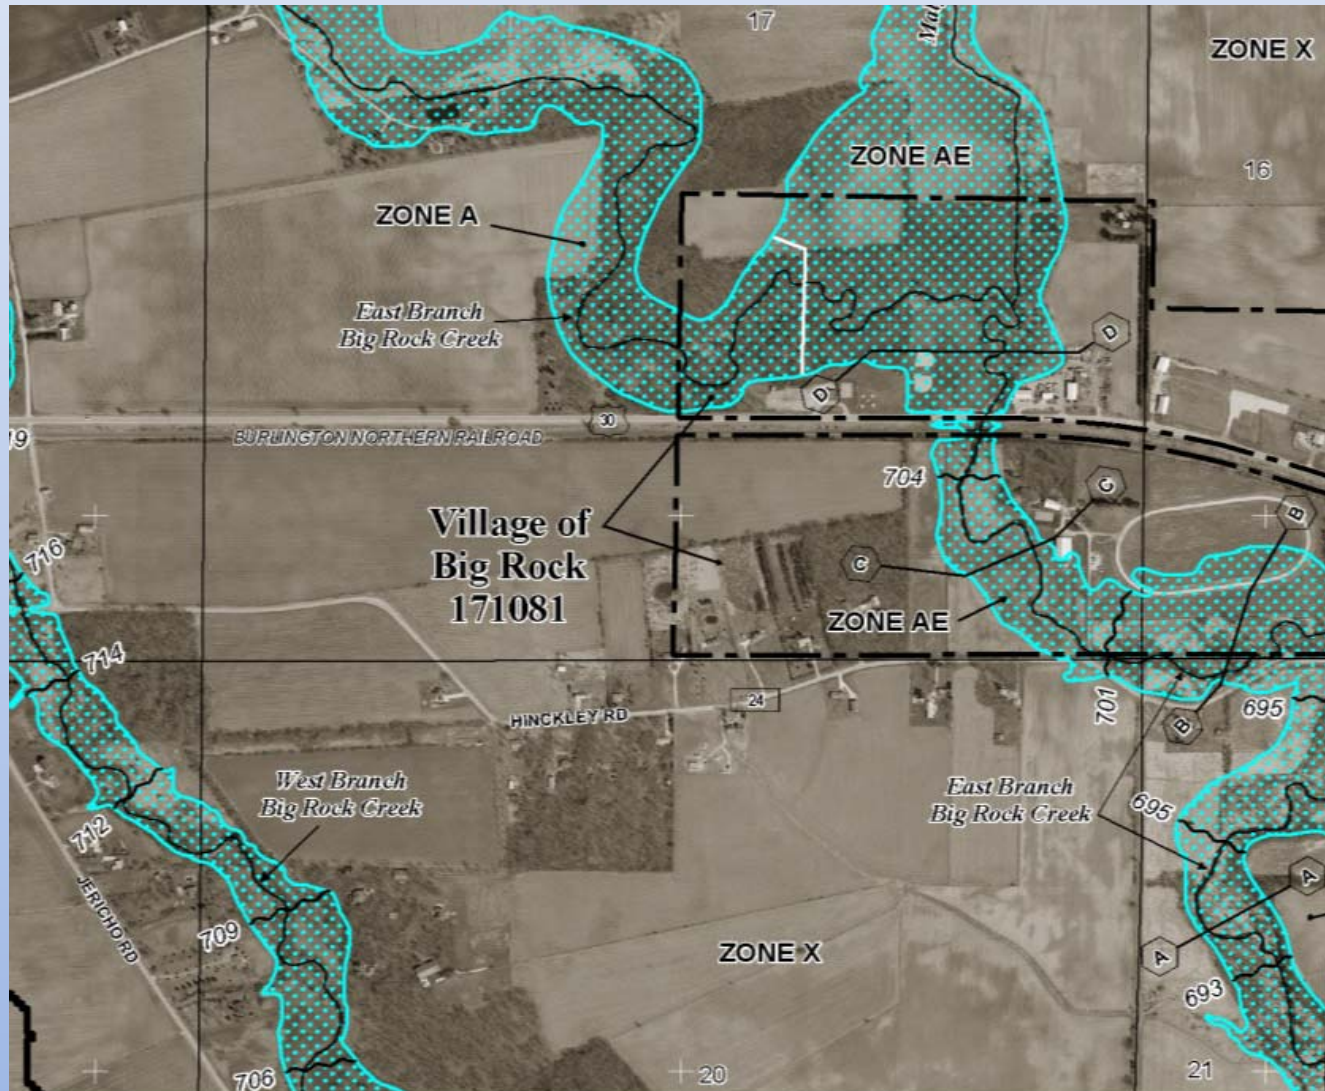 17
Ma
ZONE X
ZONE AE
16
ZONE A
East Branch
Big Rock Creek
D
D
30
BURLINGTON NORTHERN RAILROAD
19
704
C
B
Village of
Big Rock
171081
716
C
ZONE AE
714
701
695
B
24
HINCKLEY RD
West Branch
Big Rock Creek
East Branch
Big Rock Creek
695
712
JERICHO RD
A
709
ZONE X
A
693
706
20
21